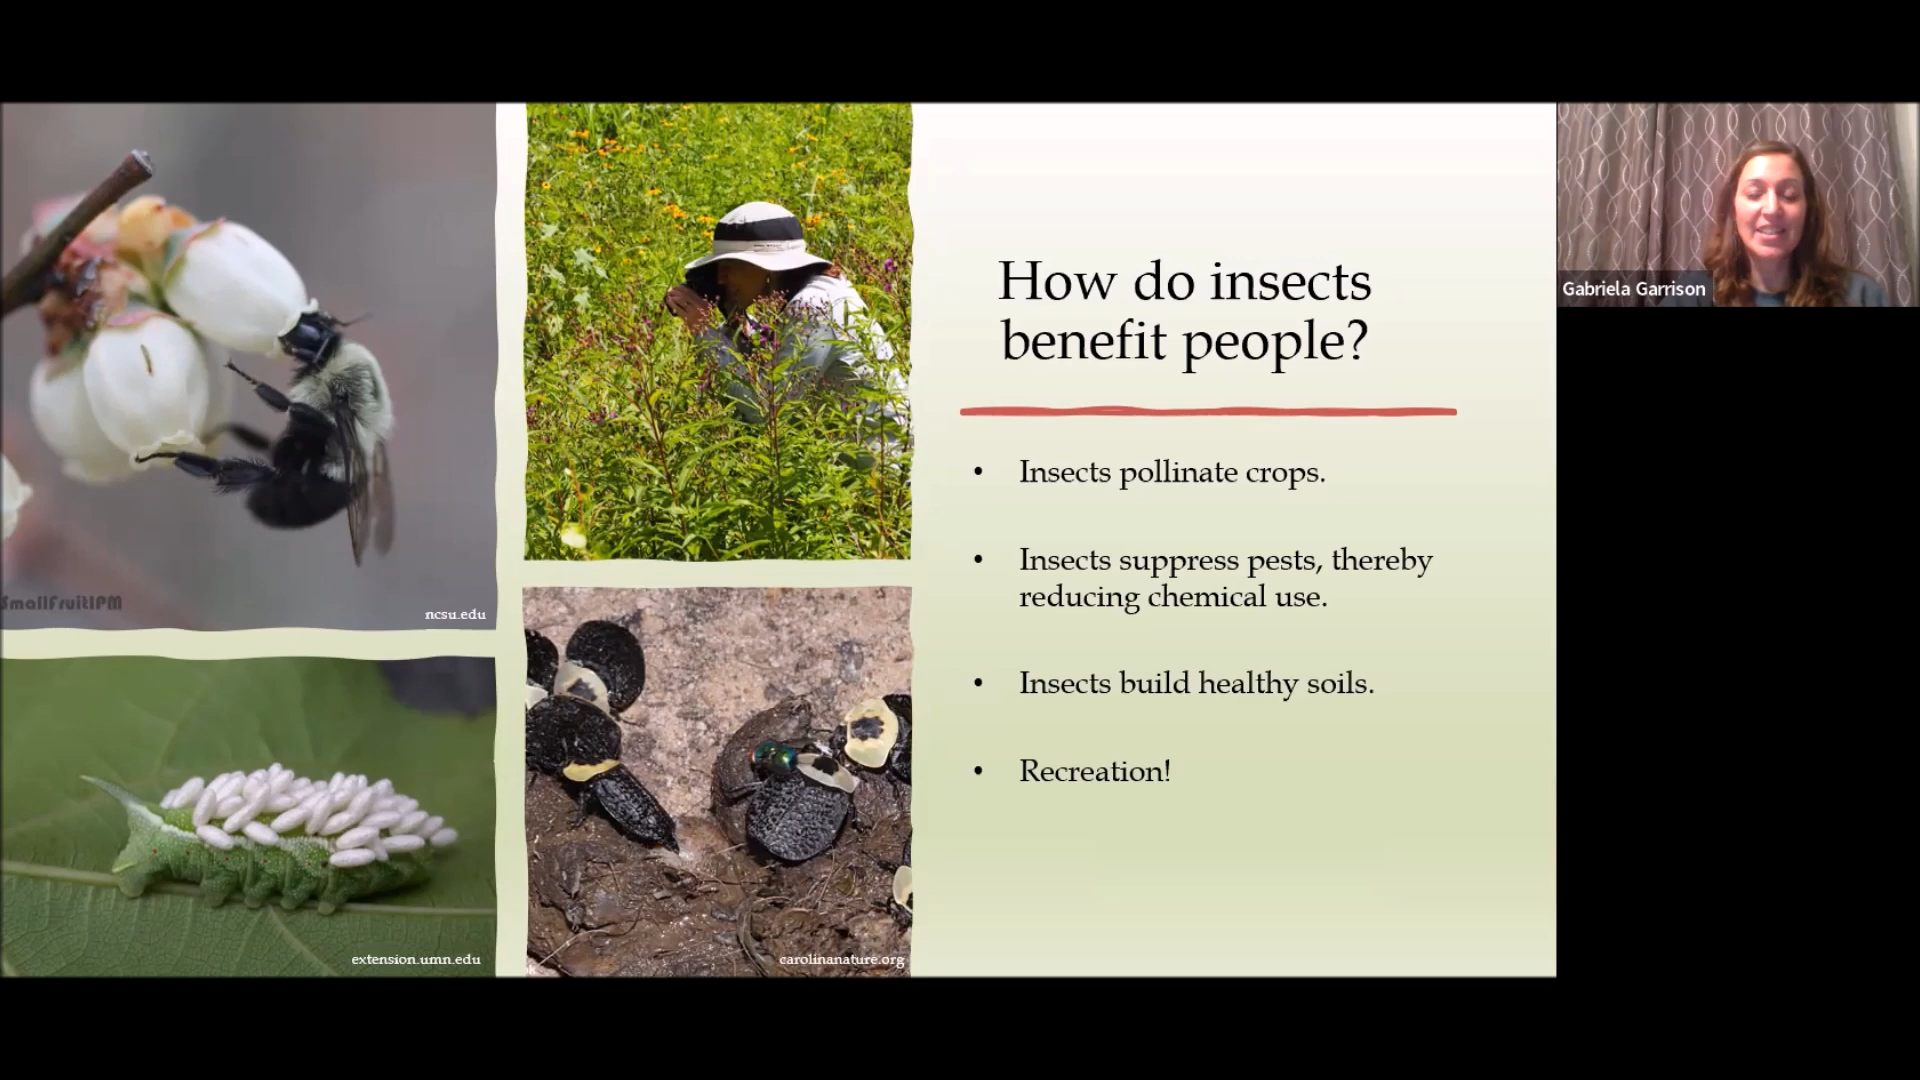 SmallFruitIPM
ncsu.edu
extension.umn.edu
carolinanature.org
How do insects
benefit people?
• Insects pollinate crops.
• Insects suppress pests, thereby
reducing chemical use.
• Insects build healthy soils.
• Recreation!
Gabriela Garrison